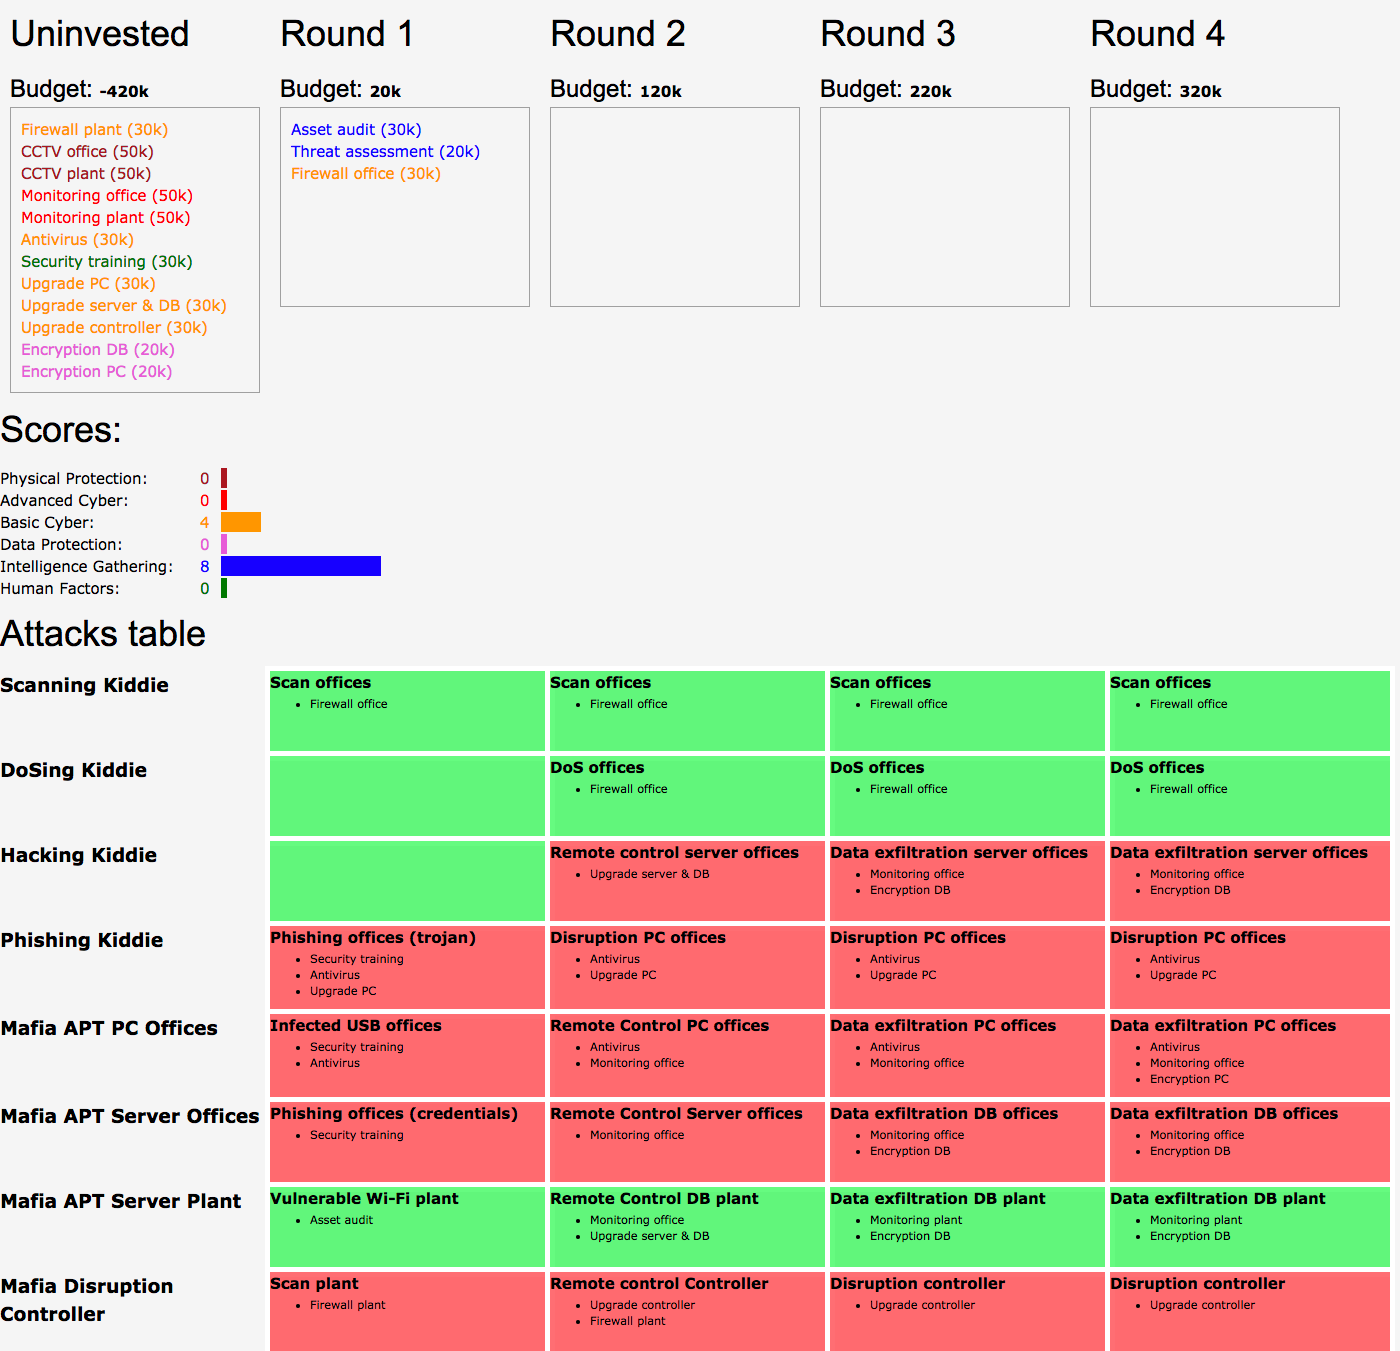 Uninvested
Budget: -420k
Firewall plant (30k)
CCTV office (50k)
CCTV plant (50k)
Monitoring office (50k)
Monitoring plant (50k)
Antivirus (30k)
Security training (30k)
Upgrade PC (30k)
Upgrade server & DB (30k)
Upgrade controller (30k)
Encryption DB (20k)
Encryption PC (20k)
Round 1
Budget: 20k
Asset audit (30k)
Threat assessment (20k)
Firewall office (30k)
Round 2
Budget: 120k
Round 3
Budget: 220k
Round 4
Budget: 320k
Scores:
Physical Protection: 0
Advanced Cyber: 0
Basic Cyber: 4
Data Protection: 0
Intelligence Gathering: 8
Human Factors: 0
Attacks table
Scanning Kiddie
Scan offices
• Firewall office
Scan offices
• Firewall office
Scan offices
• Firewall office
Scan offices
• Firewall office
DoSing Kiddie
DoS offices
• Firewall office
DoS offices
• Firewall office
DoS offices
• Firewall office
Hacking Kiddie
Remote control server offices
• Upgrade server & DB
Data exfiltration server offices
• Monitoring office
• Encryption DB
Data exfiltration server offices
• Monitoring office
• Encryption DB
Phishing Kiddie
Phishing offices (trojan)
• Security training
• Antivirus
• Upgrade PC
Disruption PC offices
• Antivirus
• Upgrade PC
Disruption PC offices
• Antivirus
• Upgrade PC
Disruption PC offices
• Antivirus
• Upgrade PC
Mafia APT PC Offices
Infected USB offices
• Security training
• Antivirus
Remote Control PC offices
• Antivirus
• Monitoring office
Data exfiltration PC offices
• Antivirus
• Monitoring office
Data exfiltration PC offices
• Antivirus
• Monitoring office
• Encryption PC
Mafia APT Server Offices
Phishing offices (credentials)
• Security training
Remote Control Server offices
• Monitoring office
Data exfiltration DB offices
• Monitoring office
• Encryption DB
Data exfiltration DB offices
• Monitoring office
• Encryption DB
Mafia APT Server Plant
Vulnerable Wi-Fi plant
• Asset audit
Remote Control DB plant
• Monitoring office
• Upgrade server & DB
Data exfiltration DB plant
• Monitoring plant
• Encryption DB
Data exfiltration DB plant
• Monitoring plant
• Encryption DB
Mafia Disruption
Controller
Scan plant
• Firewall plant
Remote control Controller
• Upgrade controller
• Firewall plant
Disruption controller
• Upgrade controller
Disruption controller
• Upgrade controller